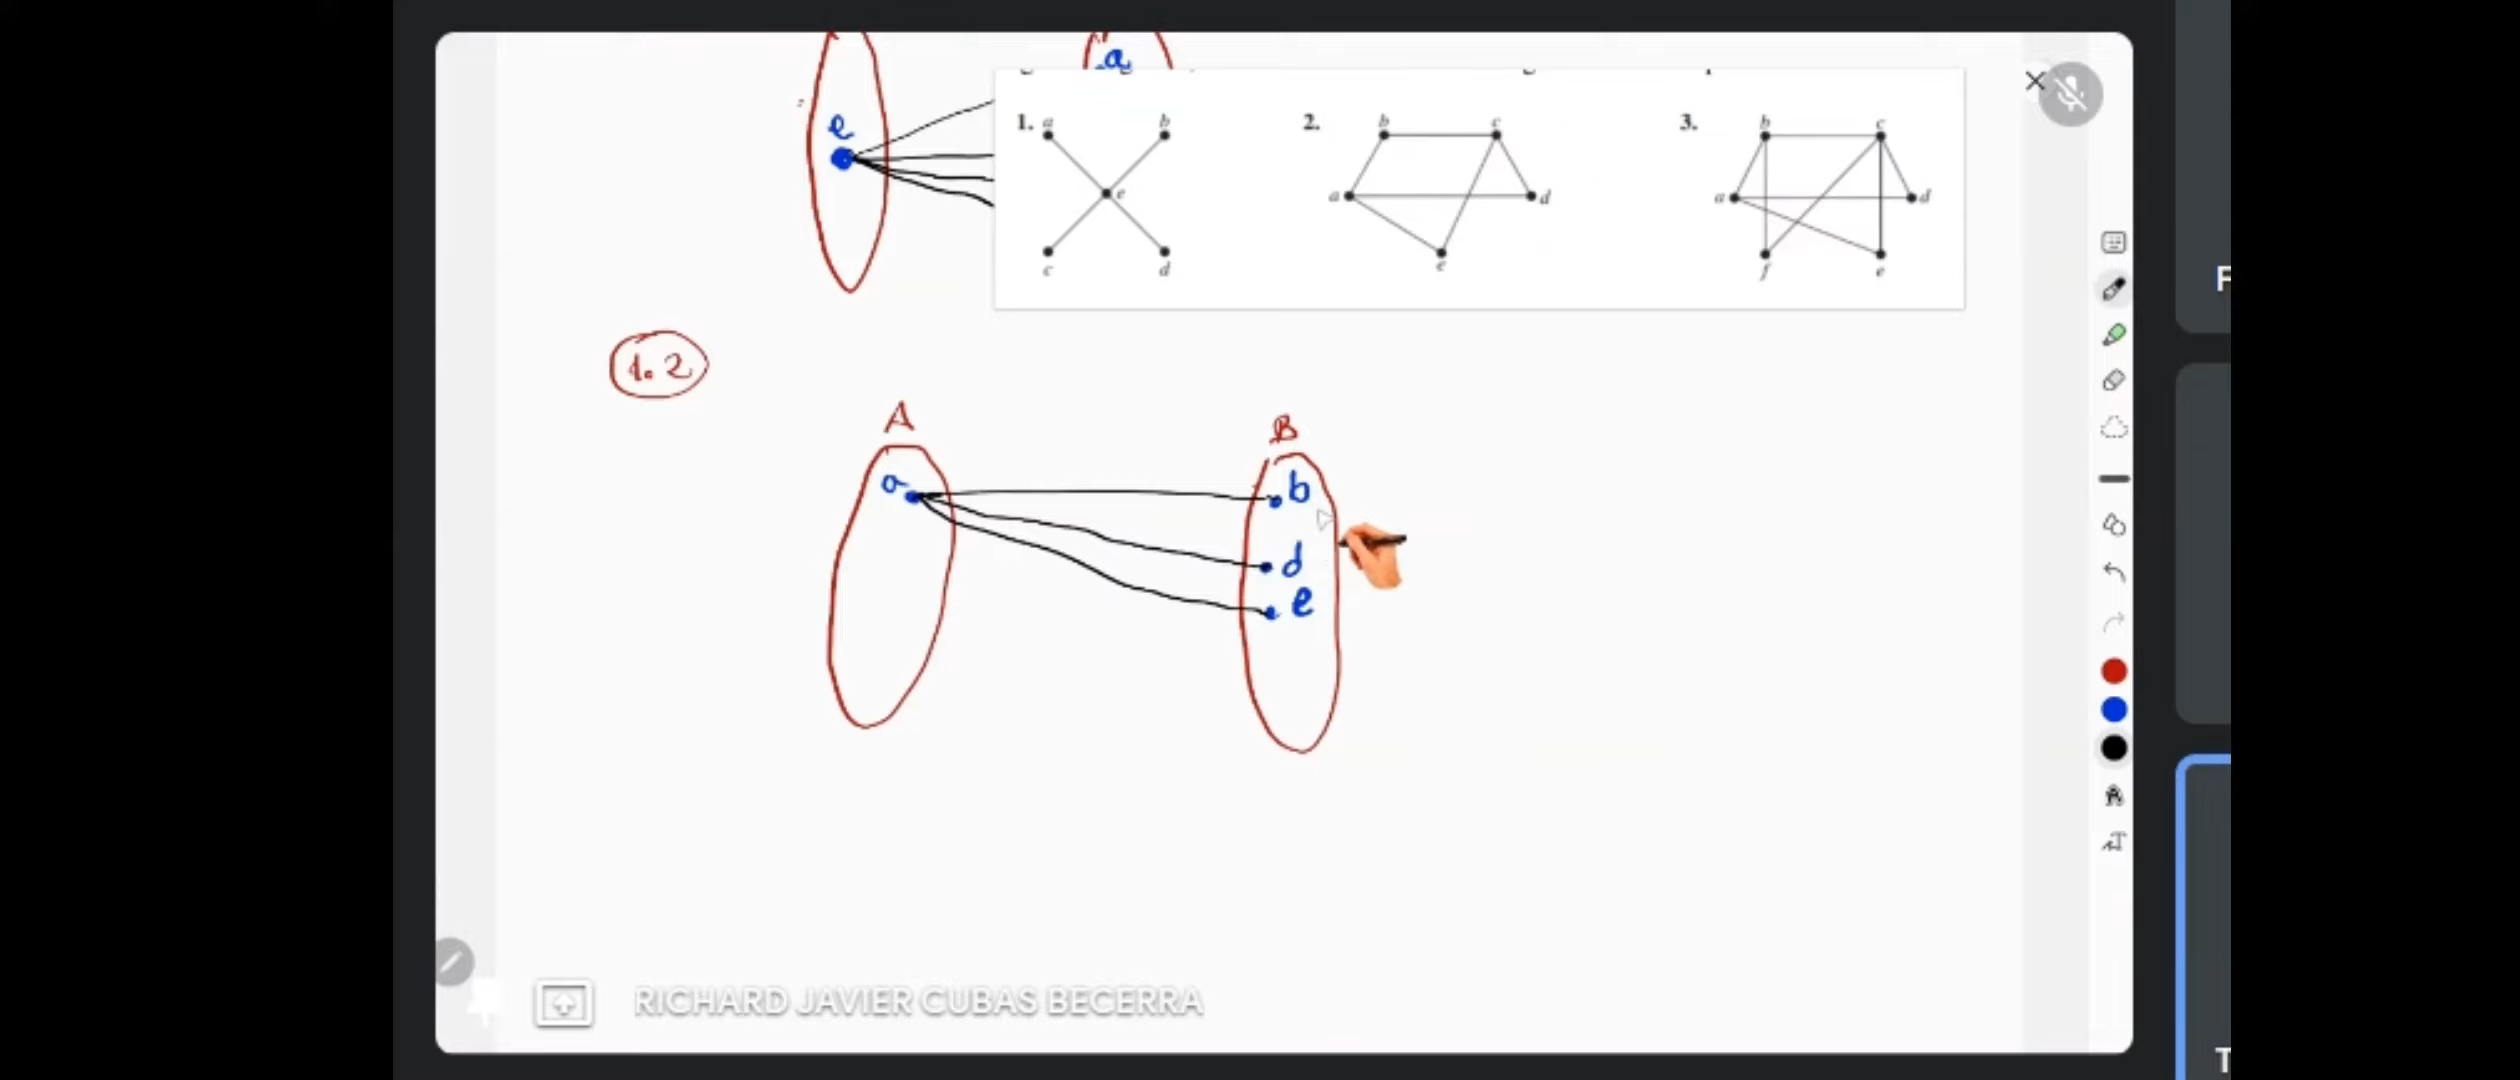 a
e
1. a b 2. b c 3. b c
e a d a d
c d e f e
1.2
A B
a b
d
e
RICHARD JAVIER CUBAS BECERRA
F
T